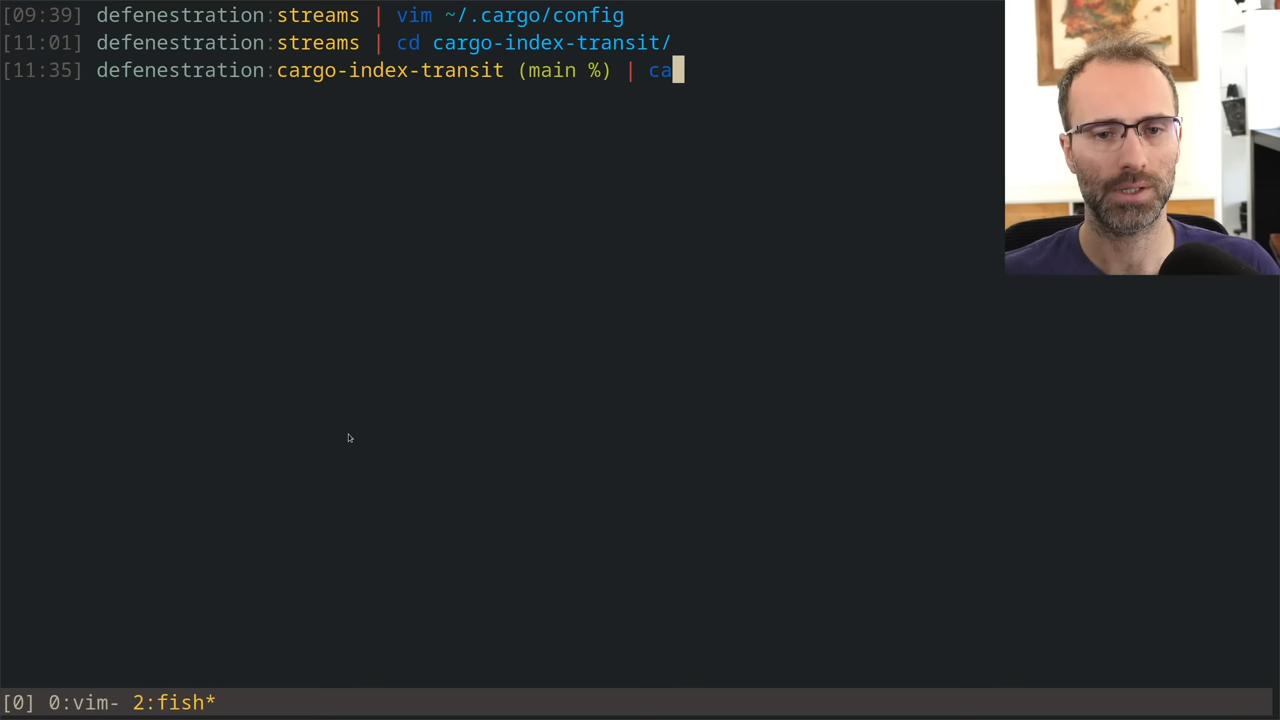 [09:39] defenestration:streams | vim ~/.cargo/config
[11:01] defenestration:streams | cd cargo-index-transit/
[11:35] defenestration:cargo-index-transit (main %) | ca
[0] 0:vim- 2:fish*